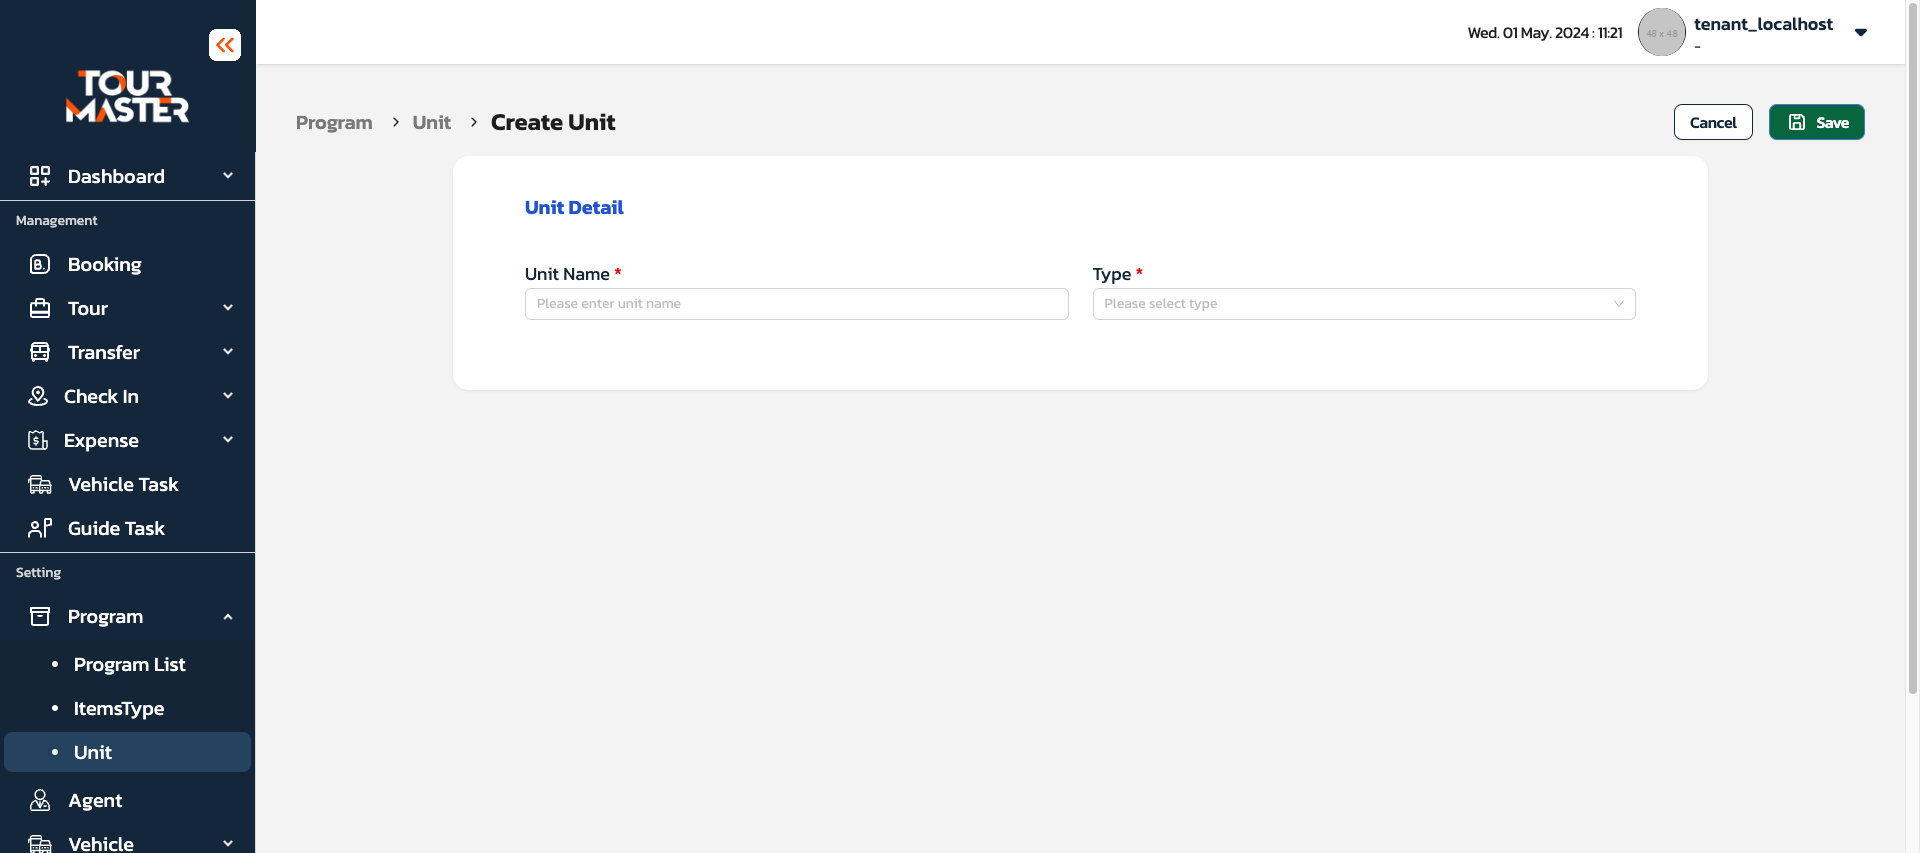 TOUR
MASTER
Dashboard
Management
Booking
Tour
Transfer
Check In
Expense
Vehicle Task
Guide Task
Setting
Program
• Program List
• ItemsType
• Unit
Agent
Vehicle
Wed. 01 May. 2024 : 11:21
48 x 48
tenant_localhost
-
Program > Unit > Create Unit
Cancel
Save
Unit Detail
Unit Name *
Please enter unit name
Type *
Please select type